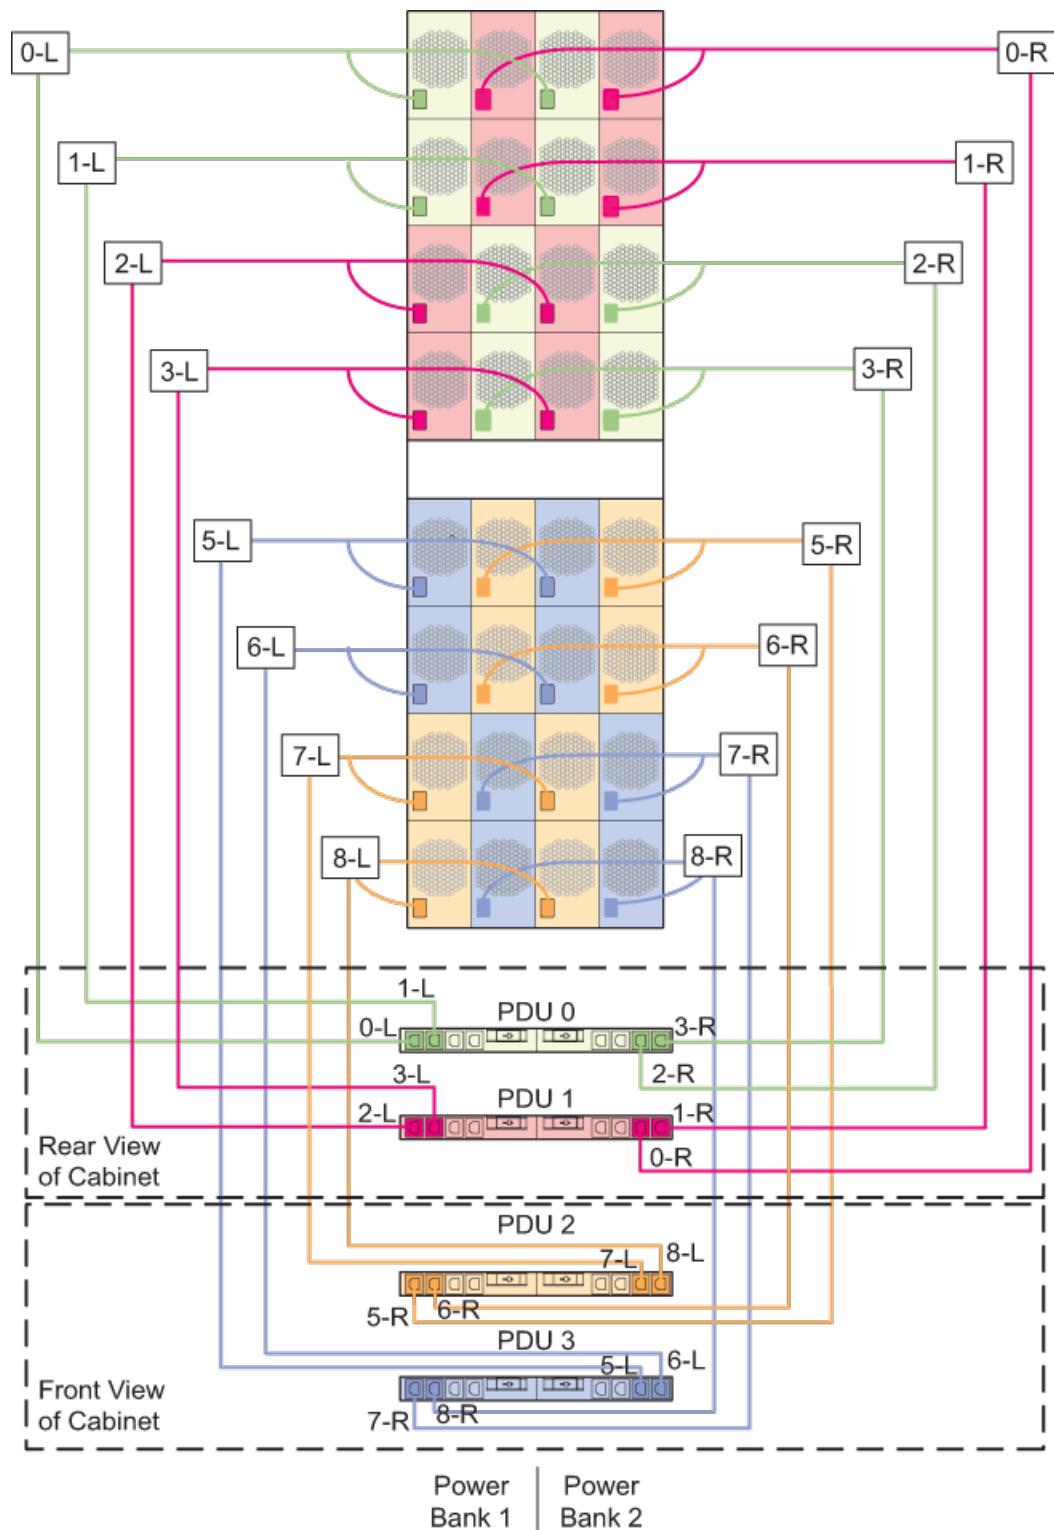 0-L
0-R
1-L
1-R
2-L
2-R
3-L
3-R
5-L
5-R
6-L
6-R
7-L
7-R
8-L
8-R
1-L
PDU 0
0-L
3-R
3-L
2-R
PDU 1
2-L
1-R
Rear View
of Cabinet
0-R
PDU 2
7-L
8-L
5-R
6-R
PDU 3
5-L
6-L
Front View
of Cabinet
7-R
8-R
Power
Bank 1
Power
Bank 2